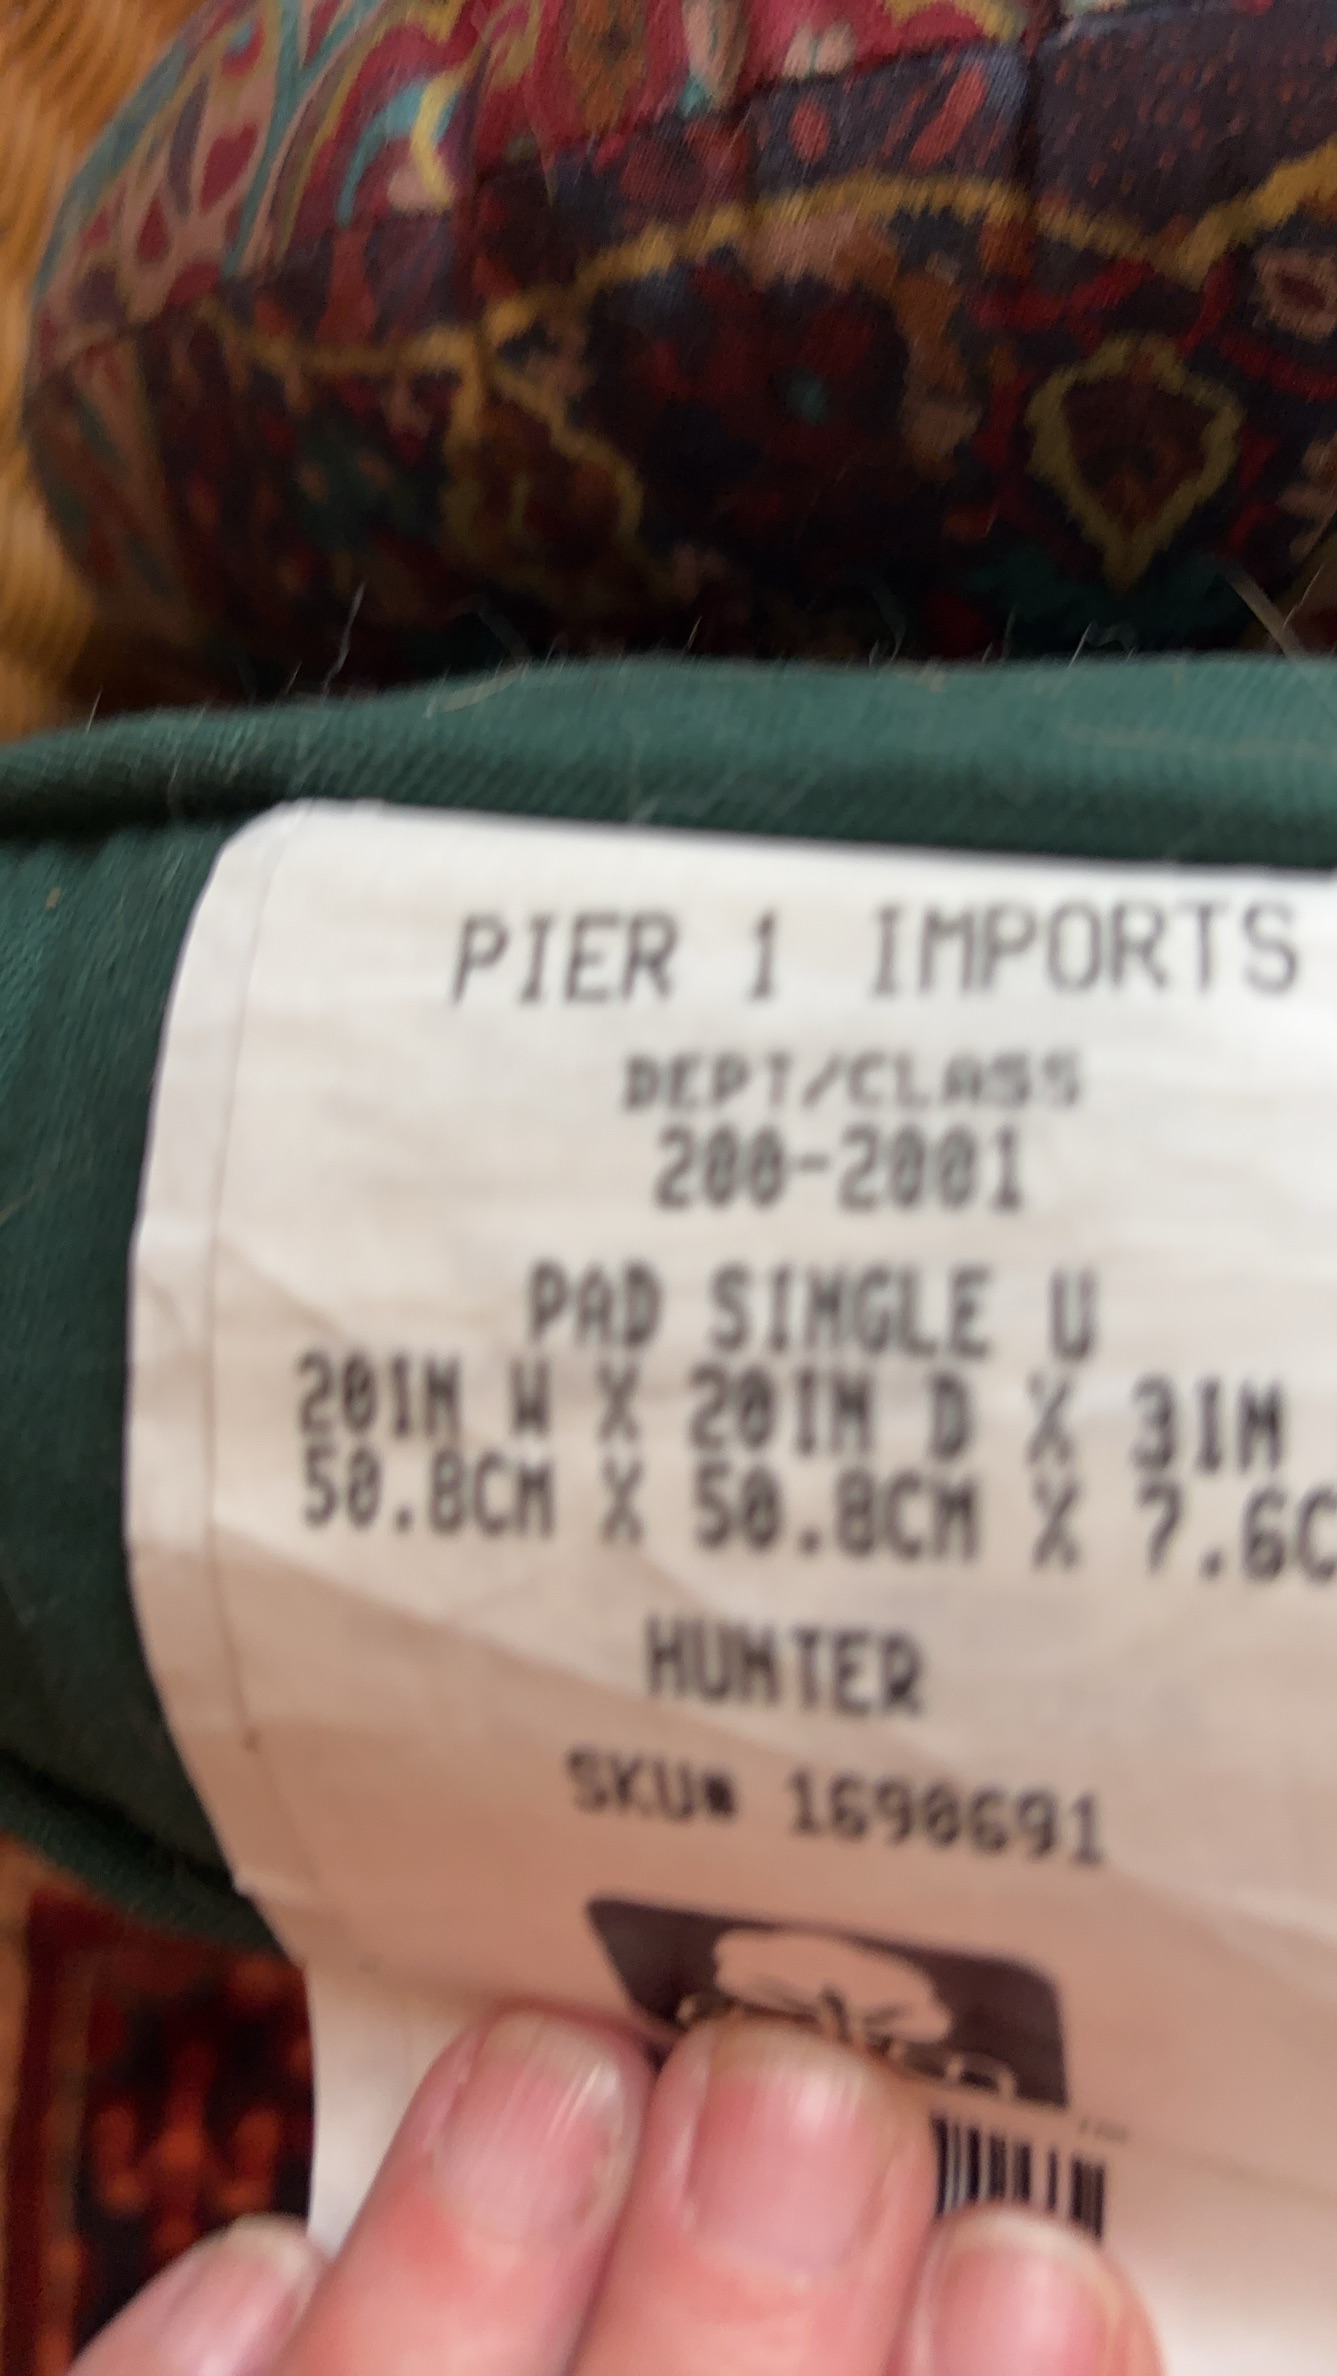 PIER 1 IMPORTS
DEPT/CLASS
200-2001
PAD SINGLE U
20IN W X 20IN D X 3IN
50.8CM X 50.8CM X 7.6C
HUNTER
SKU# 1690691